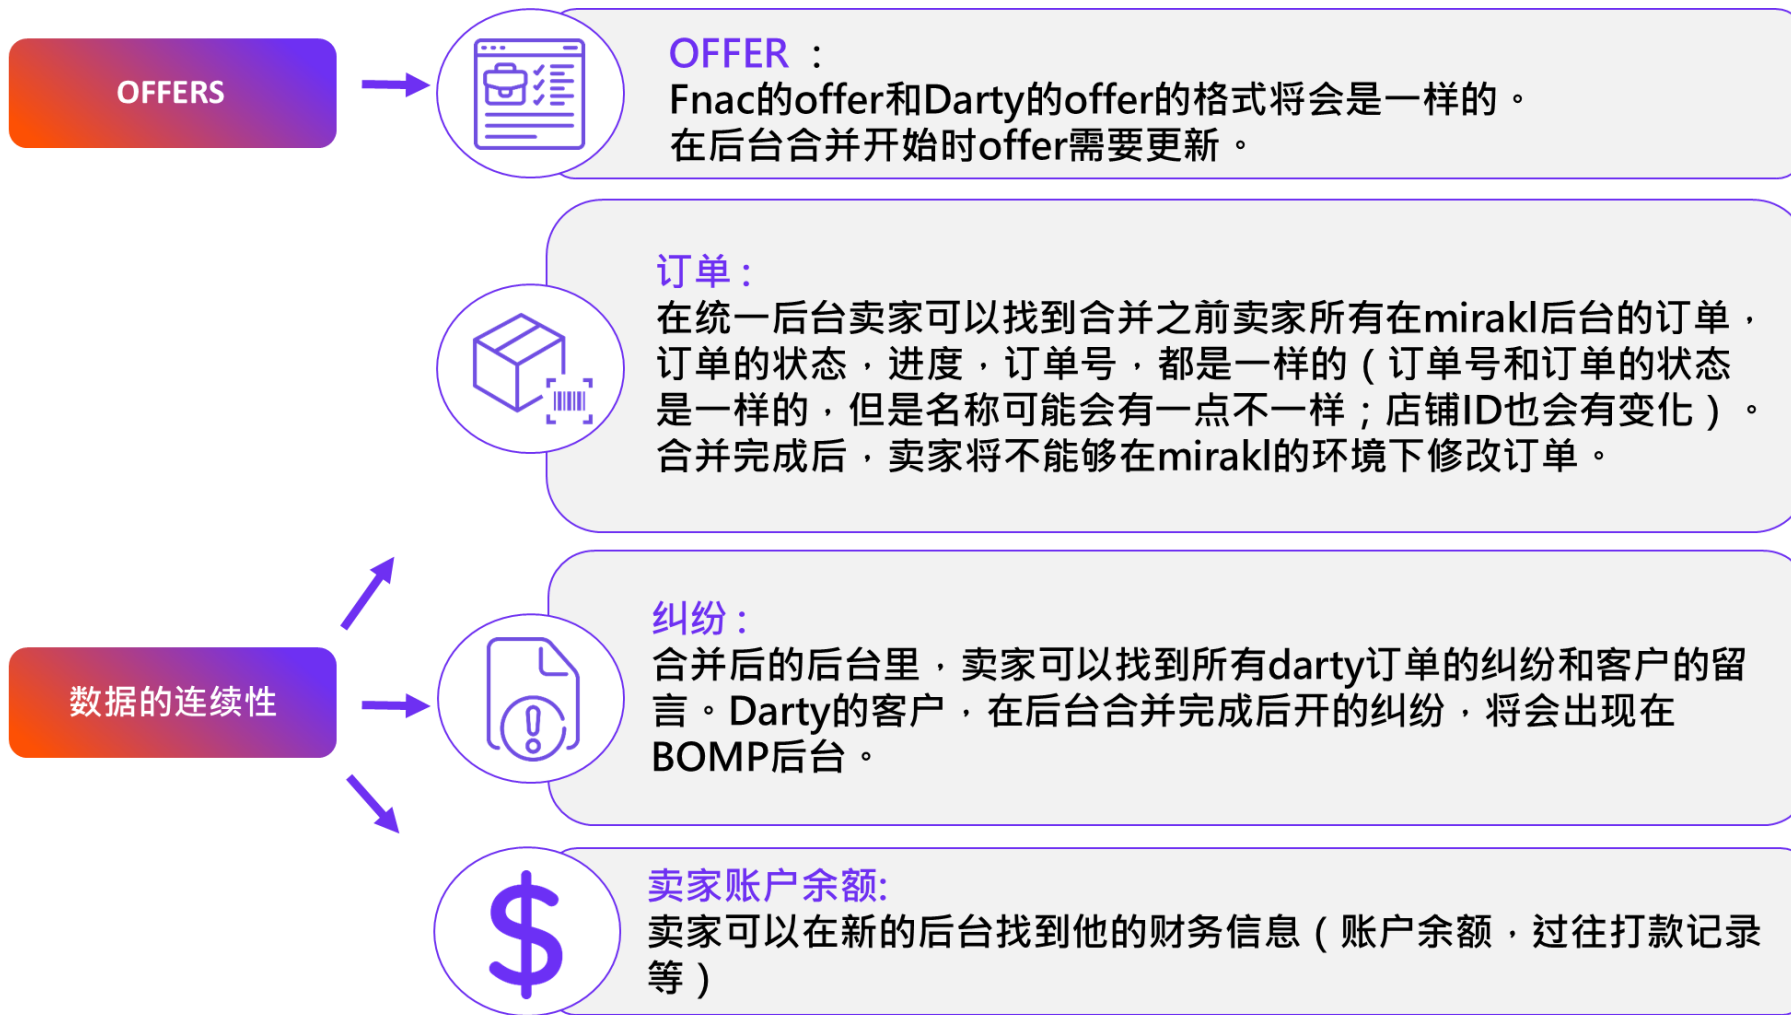 OFFERS
OFFER ：
Fnac的offer和Darty的offer的格式将会是一样的。
在后台合并开始时offer需要更新。
订单：
在统一后台卖家可以找到合并之前卖家所有在mirakl后台的订单，
订单的状态，进度，订单号，都是一样的（订单号和订单的状态
是一样的，但是名称可能会有一点不一样；店铺ID也会有变化）。
合并完成后，卖家将不能够在mirakl的环境下修改订单。
数据的连续性
纠纷：
合并后的后台里，卖家可以找到所有darty订单的纠纷和客户的留
言。Darty的客户，在后台合并完成后开的纠纷，将会出现在
BOMP后台。
卖家账户余额:
卖家可以在新的后台找到他的财务信息（账户余额，过往打款记录
等）